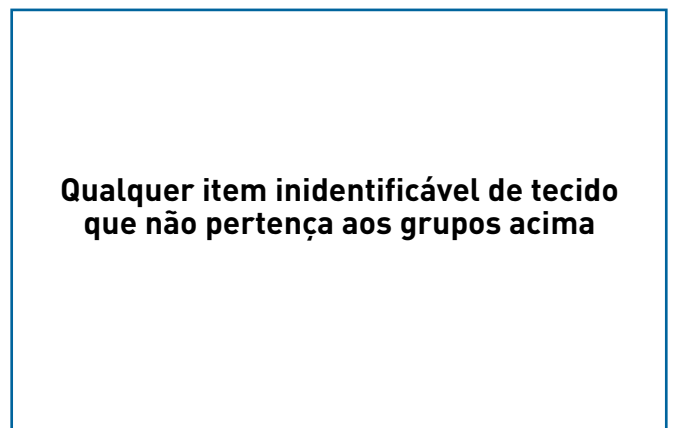 Qualquer item inidentificável de tecido
que não pertença aos grupos acima